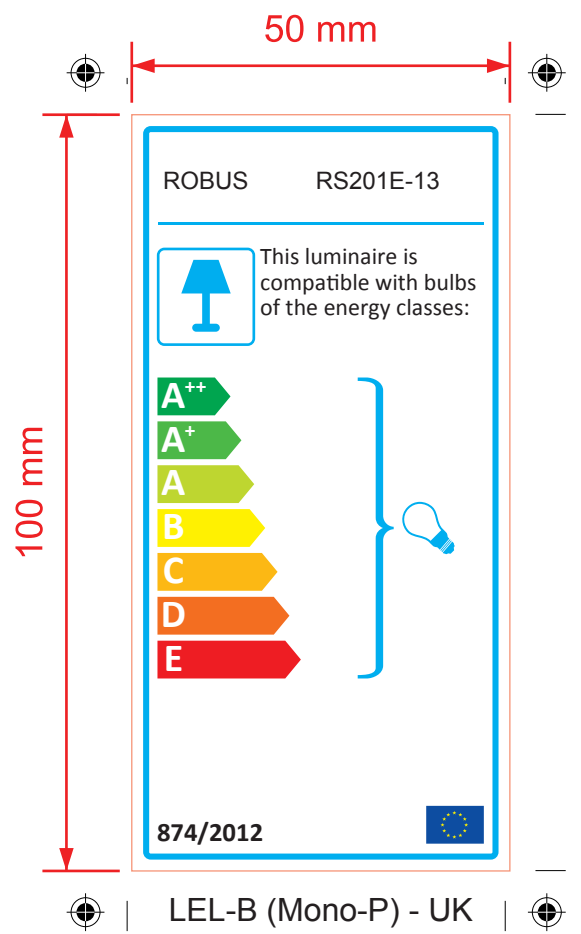 50 mm
100 mm
ROBUS RS201E-13
This luminaire is
compatible with bulbs
of the energy classes:
A++
A+
A
B
C
D
E
874/2012
LEL-B (Mono-P) - UK